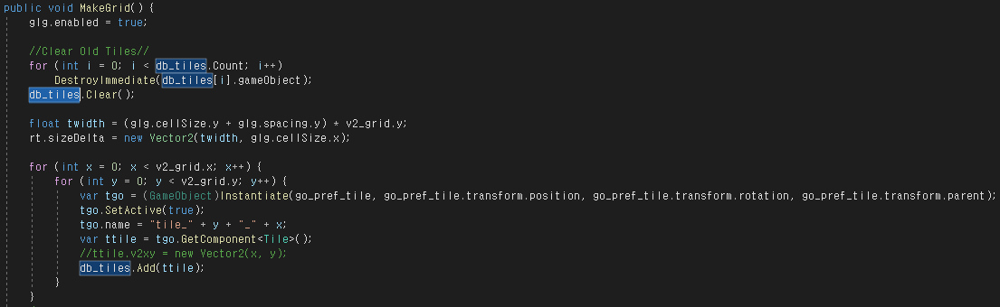 public void MakeGrid() {
glg.enabled = true;
//Clear Old Tiles//
for (int i = 0; i < db_tiles.Count; i++)
DestroyImmediate(db_tiles[i].gameObject);
db_tiles.Clear();
float twidth = (glg.cellSize.y + glg.spacing.y) * v2_grid.y;
rt.sizeDelta = new Vector2(twidth, glg.cellSize.x);
for (int x = 0; x < v2_grid.x; x++) {
for (int y = 0; y < v2_grid.y; y++) {
var tgo = (GameObject)Instantiate(go_pref_tile, go_pref_tile.transform.position, go_pref_tile.transform.rotation, go_pref_tile.transform.parent);
tgo.SetActive(true);
tgo.name = "tile_" + y + "_" + x;
var ttile = tgo.GetComponent<Tile>();
//ttile.v2xy = new Vector2(x, y);
db_tiles.Add(ttile);
}
}